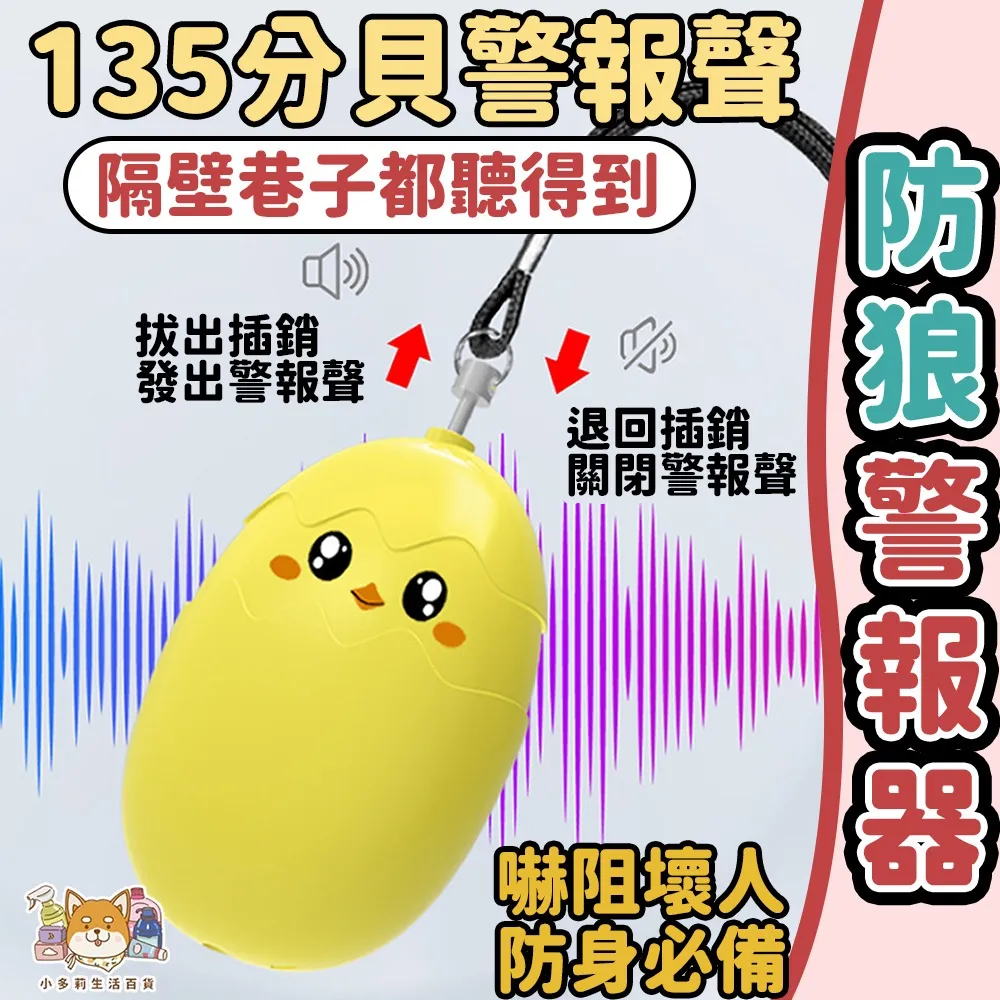 135分貝警報聲
隔壁巷子都聽得到
防狼警報器
拔出插銷
發出警報聲
退回插銷
關閉警報聲
嚇阻壞人
防身必備
小多莉生活百貨